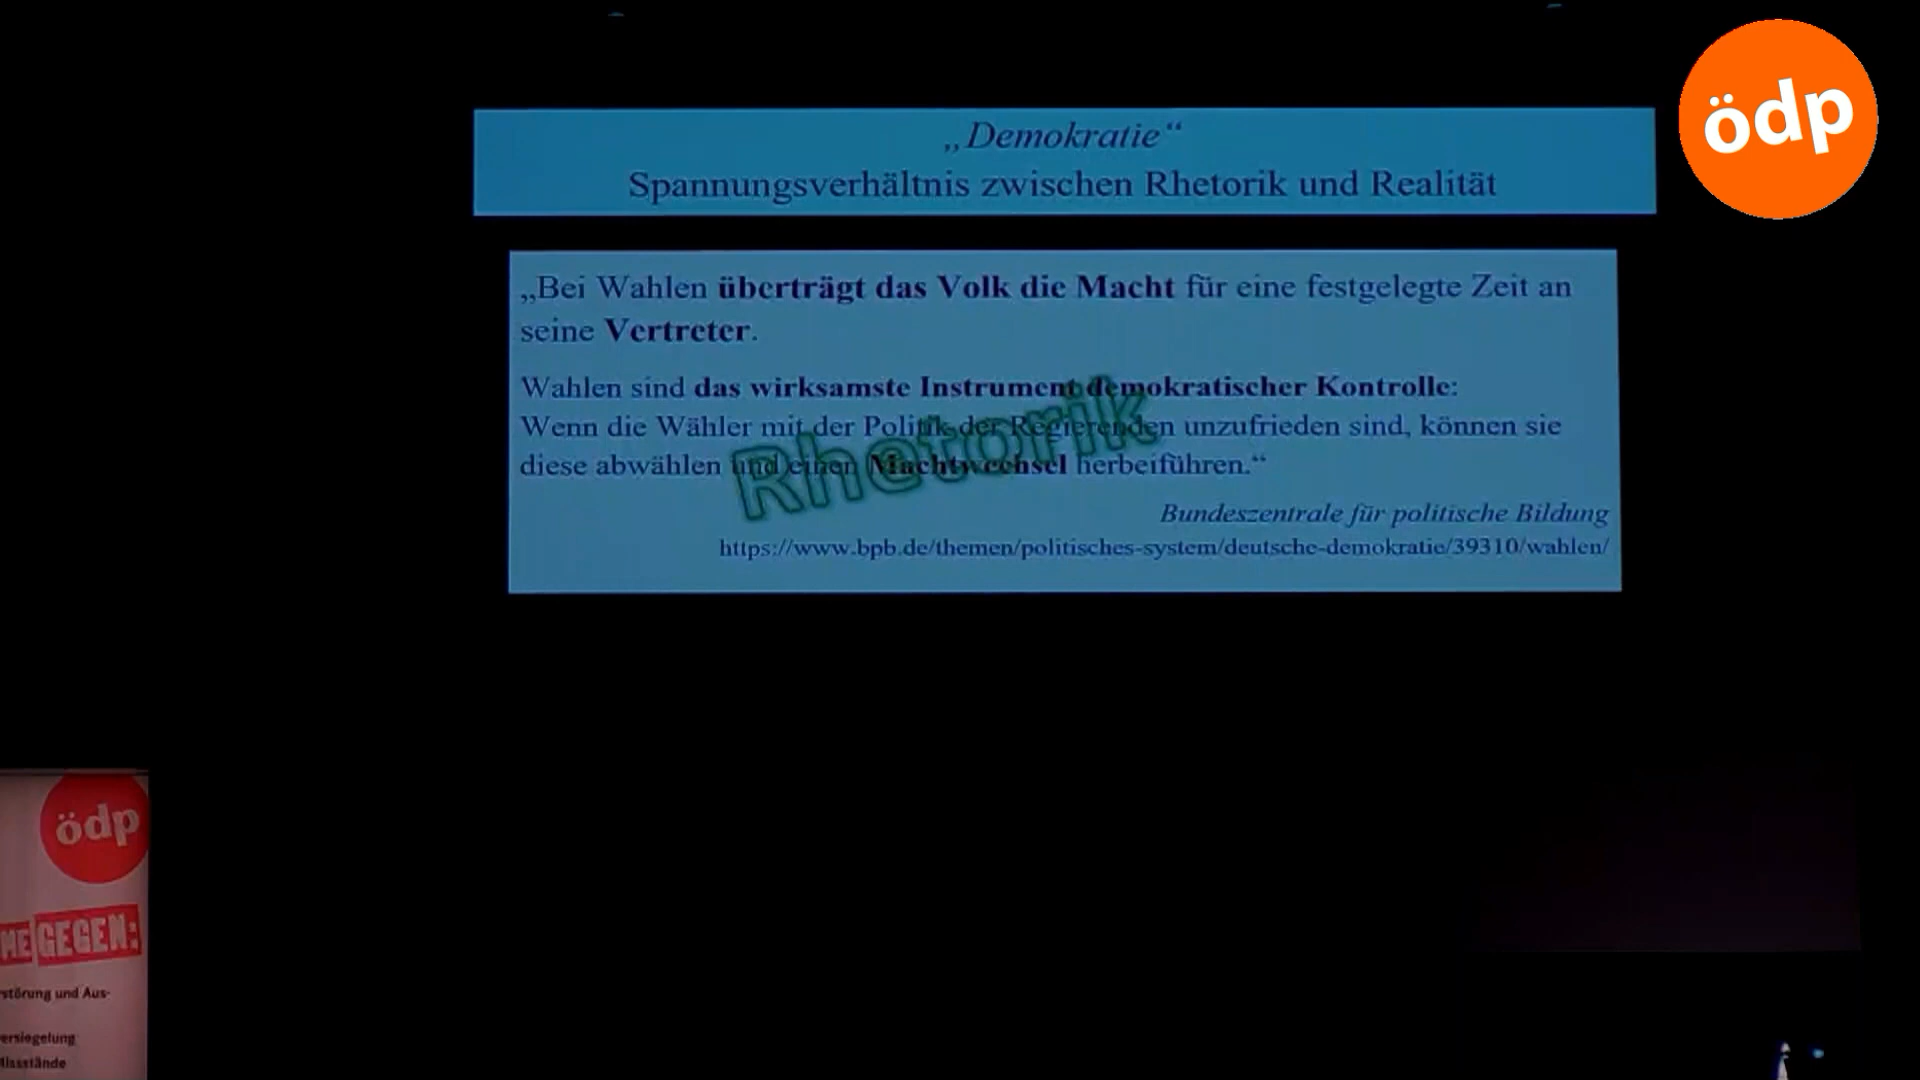 ödp
„Demokratie“
Spannungsverhältnis zwischen Rhetorik und Realität
„Bei Wahlen überträgt das Volk die Macht für eine festgelegte Zeit an
seine Vertreter.
Wahlen sind das wirksamste Instrument demokratischer Kontrolle:
Wenn die Wähler mit der Politik der Regierenden unzufrieden sind, können sie
diese abwählen und einen Machtwechsel herbeiführen.“
Rhetorik
Bundeszentrale für politische Bildung
https://www.bpb.de/themen/politisches-system/deutsche-demokratie/39310/wahlen/
ödp
GEGEN:
und Aus-